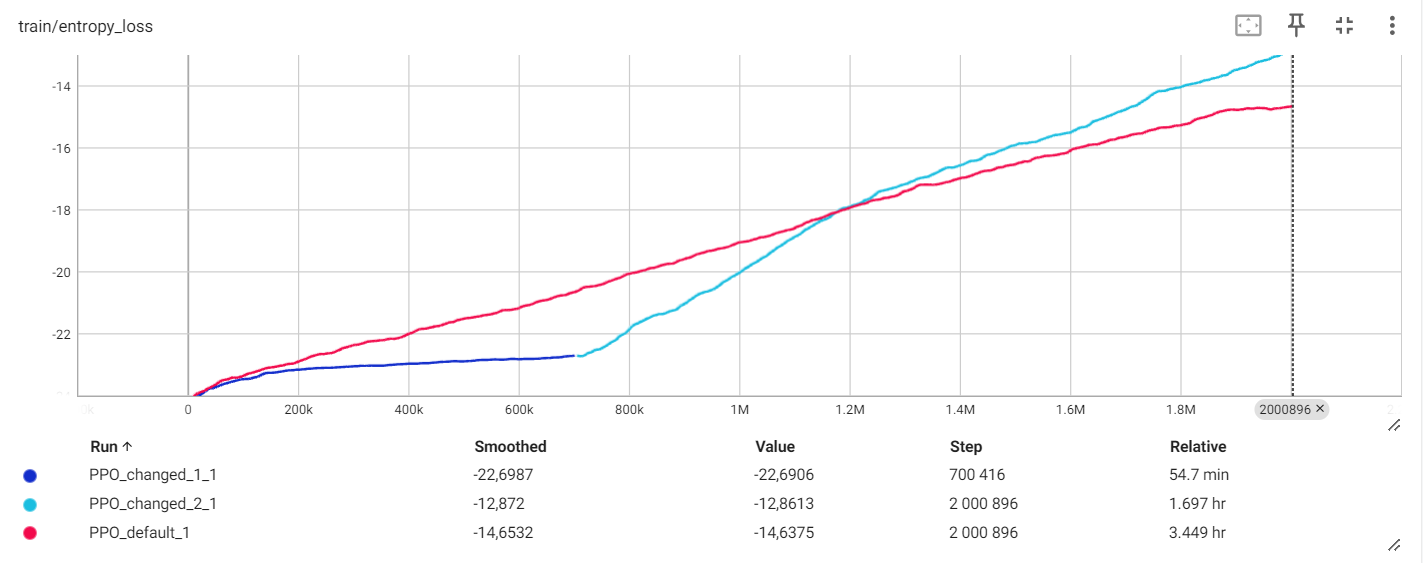 train/entropy_loss
-14
-16
-18
-20
-22
0 200k 400k 600k 800k 1M 1.2M 1.4M 1.6M 1.8M 2000896 ×
Run ↑ Smoothed Value Step Relative
PPO_changed_1_1 -22,6987 -22,6906 700 416 54.7 min
PPO_changed_2_1 -12,872 -12,8613 2 000 896 1.697 hr
PPO_default_1 -14,6532 -14,6375 2 000 896 3.449 hr